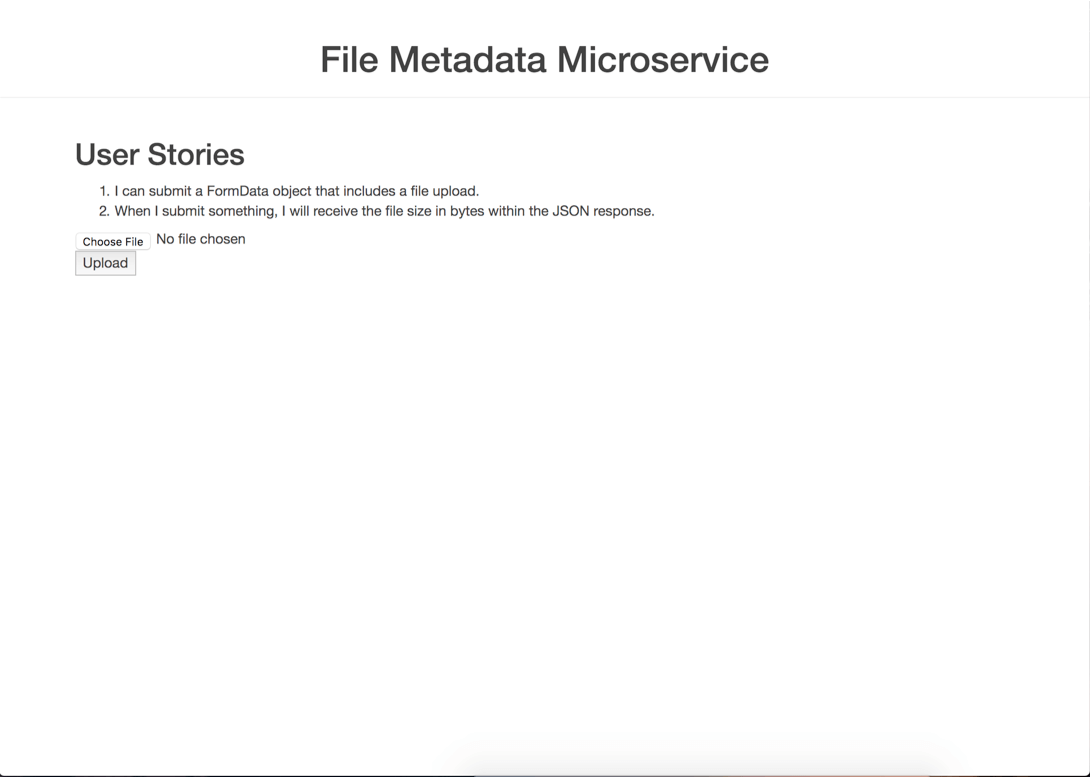 File Metadata Microservice
User Stories
1. I can submit a FormData object that includes a file upload.
2. When I submit something, I will receive the file size in bytes within the JSON response.
Choose File No file chosen
Upload